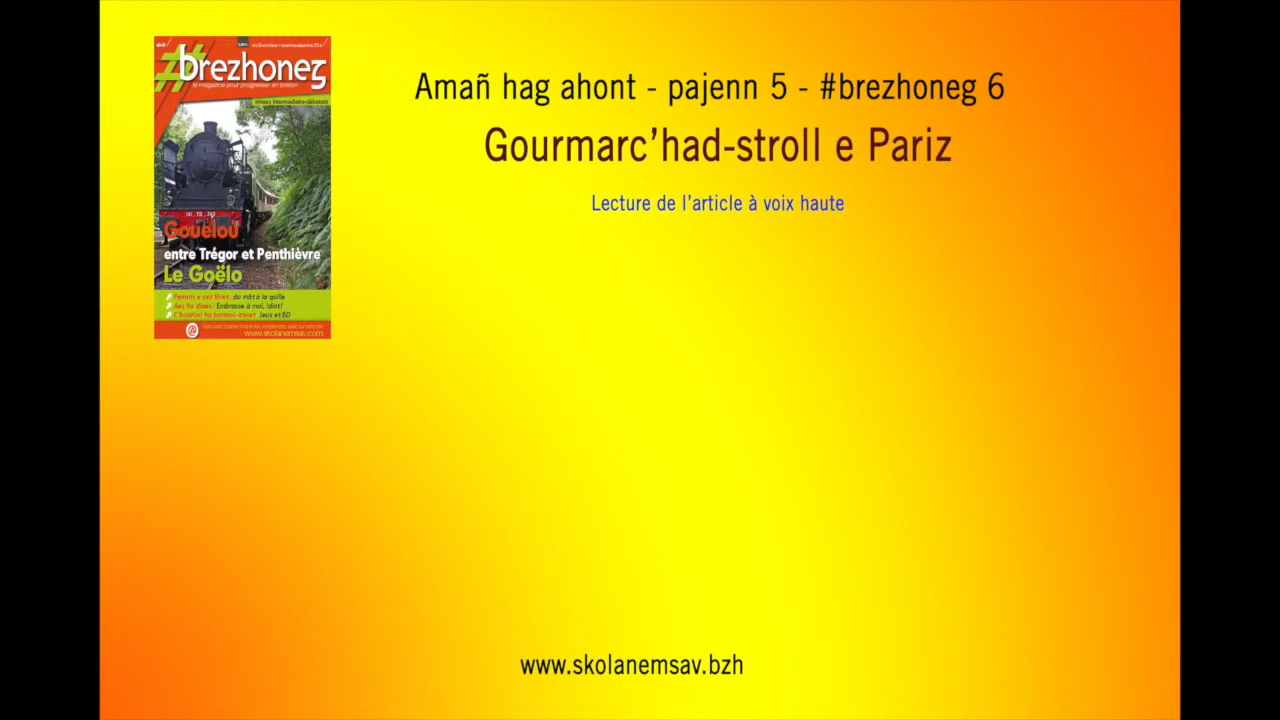 #brezhoneg
le magazine pour progresser en breton
niveau intermédiaire-débutant
Gouelou
entre Trégor et Penthièvre
Le Goëlo
Penaos e vez lâret: du mât à la quille
Aes ha diaes: Embrasse à moi, idiot!
C'hoarioù ha bannoù-treset: Jeux et BD
www.skolanemsav.com
Amañ hag ahont - pajenn 5 - #brezhoneg 6
Gourmarc'had-stroll e Pariz
Lecture de l'article à voix haute
www.skolanemsav.bzh